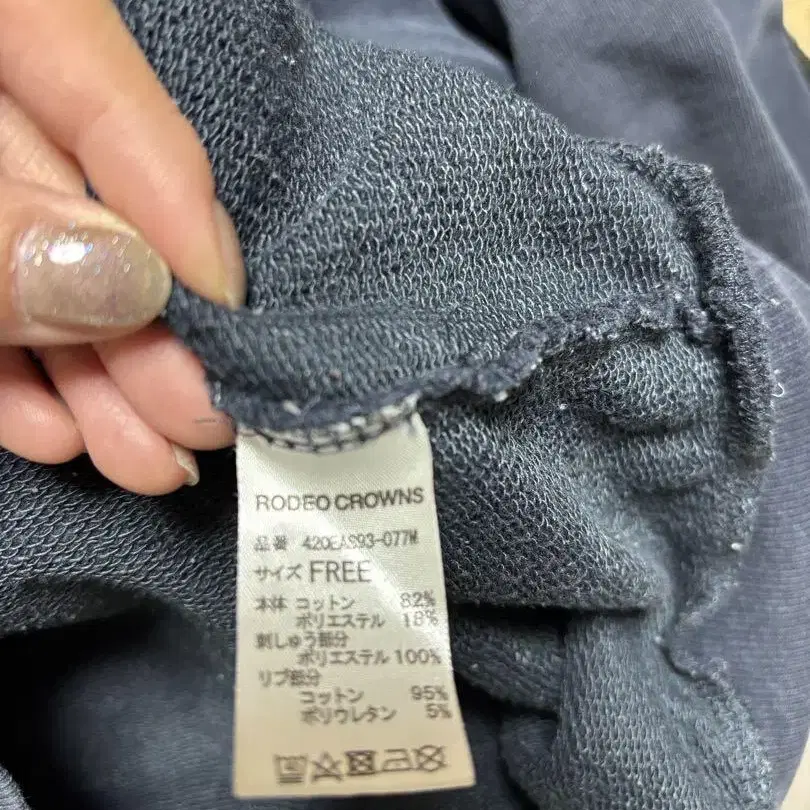 RODEO CROWNS
品番 420EAS93-077W
サイズ FREE
本体 コットン 82%
ポリエステル 18%
刺しゅう部分
ポリエステル 100%
リブ部分
コットン 95%
ポリウレタン 5%